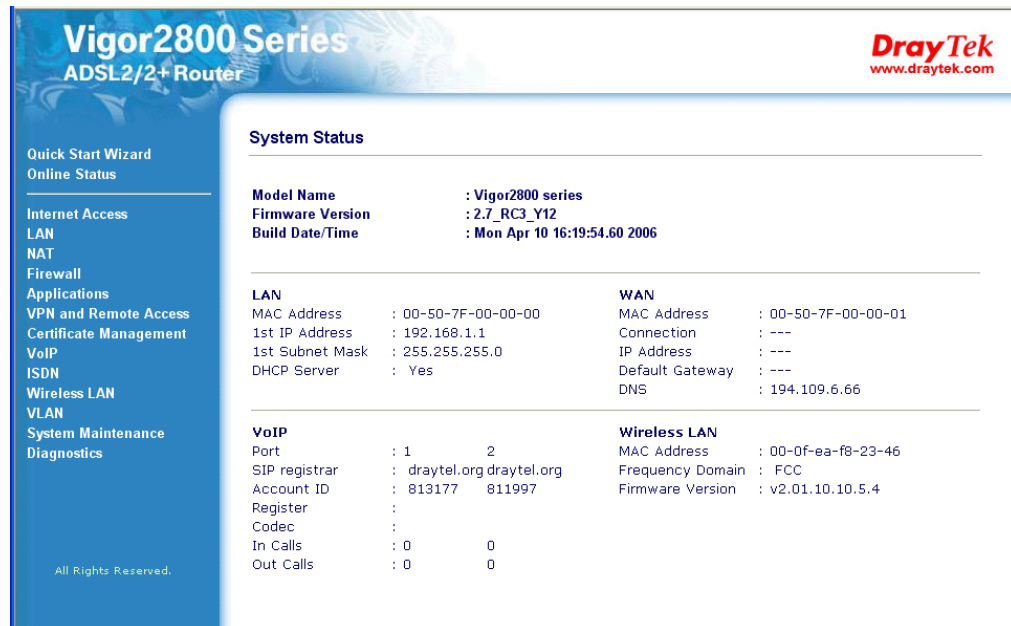 Vigor2800 Series
ADSL2/2+ Router
DrayTek
www.draytek.com
Quick Start Wizard
Online Status
Internet Access
LAN
NAT
Firewall
Applications
VPN and Remote Access
Certificate Management
VoIP
ISDN
Wireless LAN
VLAN
System Maintenance
Diagnostics
All Rights Reserved.
System Status
Model Name : Vigor2800 series
Firmware Version : 2.7_RC3_Y12
Build Date/Time : Mon Apr 10 16:19:54.60 2006
LAN
MAC Address : 00-50-7F-00-00-00
1st IP Address : 192.168.1.1
1st Subnet Mask : 255.255.255.0
DHCP Server : Yes
WAN
MAC Address : 00-50-7F-00-00-01
Connection : ---
IP Address : ---
Default Gateway : ---
DNS : 194.109.6.66
VoIP
Port : 1 2
SIP registrar : draytel.org draytel.org
Account ID : 813177 811997
Register :
Codec :
In Calls : 0 0
Out Calls : 0 0
Wireless LAN
MAC Address : 00-0f-ea-f8-23-46
Frequency Domain : FCC
Firmware Version : v2.01.10.10.5.4